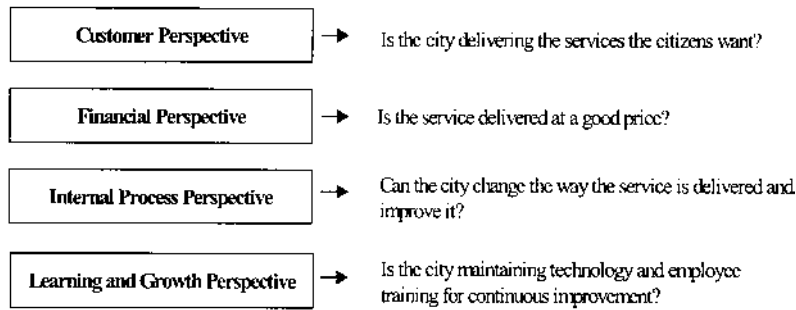 Customer Perspective
Is the city delivering the services the citizens want?
Financial Perspective
Is the service delivered at a good price?
Internal Process Perspective
Can the city change the way the service is delivered and
improve it?
Learning and Growth Perspective
Is the city maintaining technology and employee
training for continuous improvement?